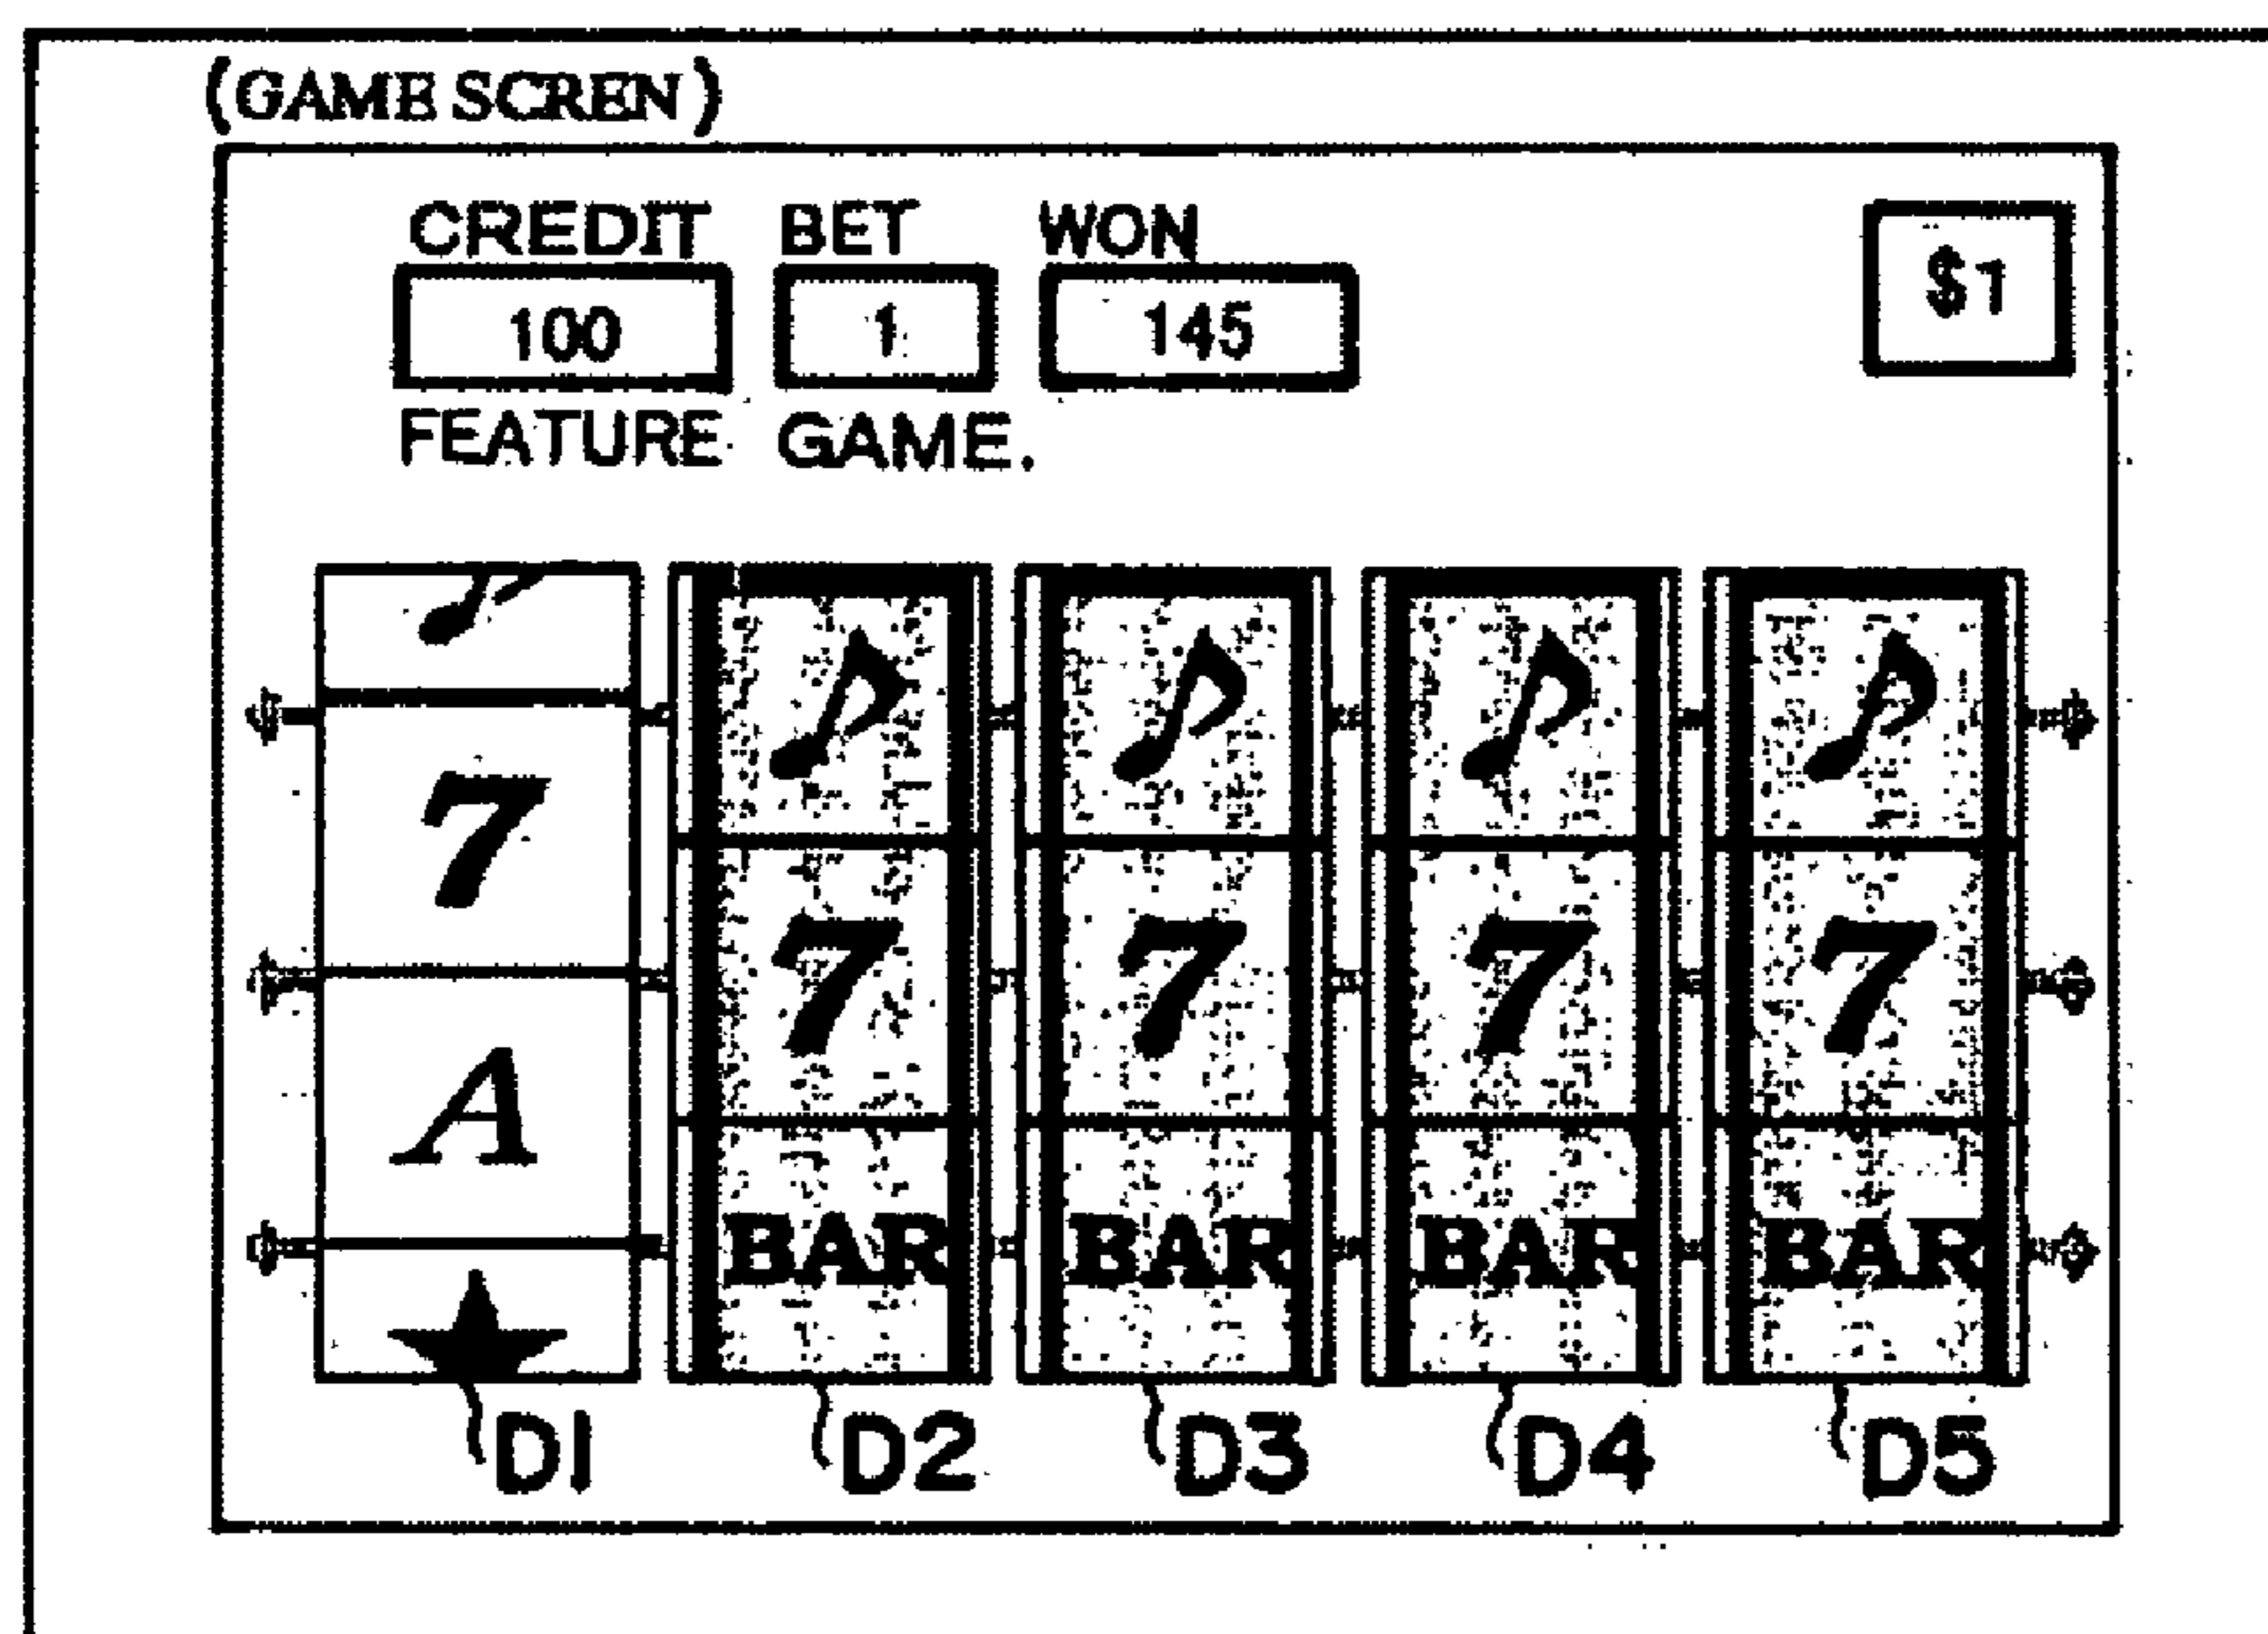 (GAME SCREN)
CREDIT BET WON
100 1 145 $1
FEATURE GAME.
7
A
7 7 7 7
BAR BAR BAR BAR
D1 D2 D3 D4 D5